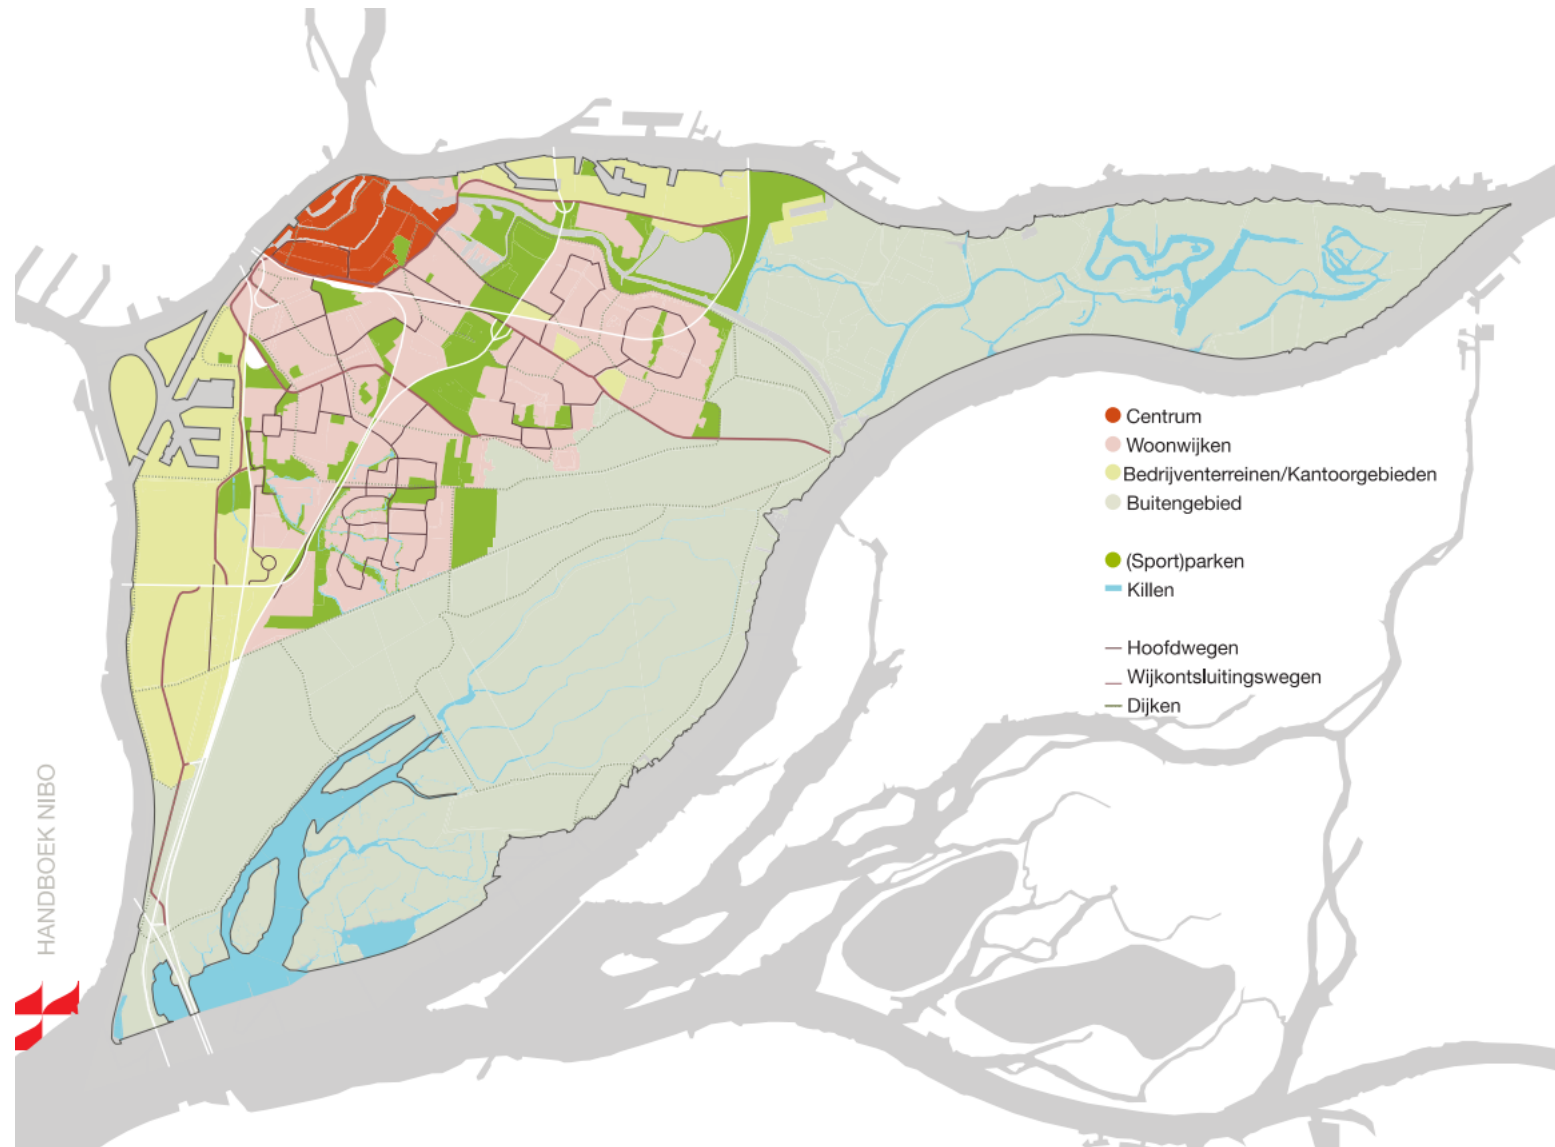 Centrum
Woonwijken
Bedrijventerreinen/Kantoorgebieden
Buitengebied
(Sport)parken
Killen
Hoofdwegen
Wijkontsluitingswegen
Dijken
HANDBOEK NIBO